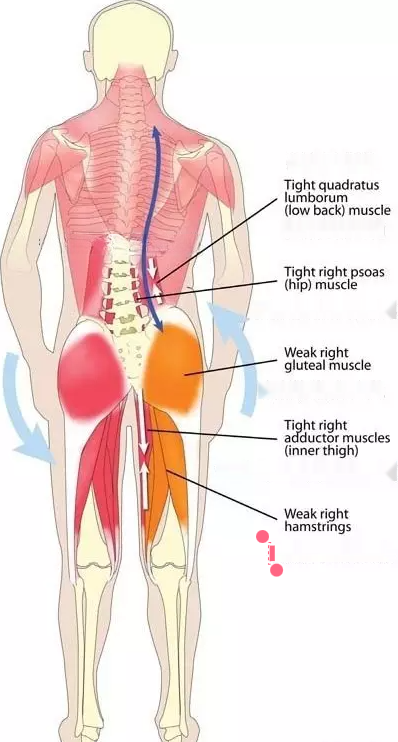 Tight quadratus
lumborum
(low back) muscle
Tight right psoas
(hip) muscle
Weak right
gluteal muscle
Tight right
adductor muscles
(inner thigh)
Weak right
hamstrings